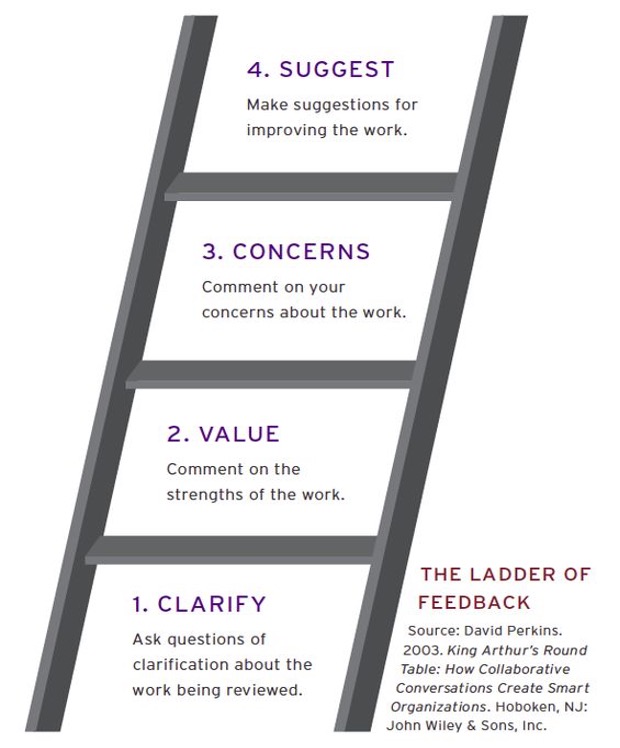 4. SUGGEST
Make suggestions for
improving the work.
3. CONCERNS
Comment on your
concerns about the work.
2. VALUE
Comment on the
strengths of the work.
1. CLARIFY
Ask questions of
clarification about the
work being reviewed.
THE LADDER OF
FEEDBACK
Source: David Perkins.
2003. King Arthur's Round
Table: How Collaborative
Conversations Create Smart
Organizations. Hoboken, NJ:
John Wiley & Sons, Inc.